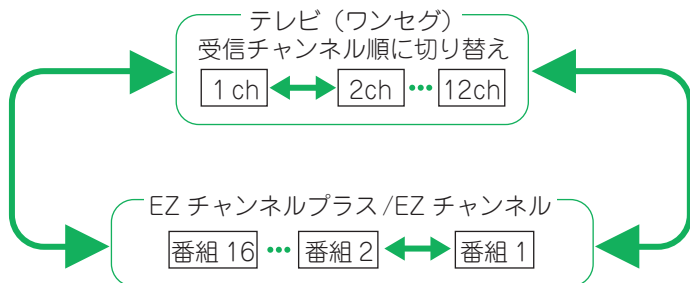 テレビ（ワンセグ）
受信チャンネル順に切り替え
1 ch 2ch … 12ch
EZ チャンネルプラス /EZ チャンネル
番組 16 … 番組 2 番組 1